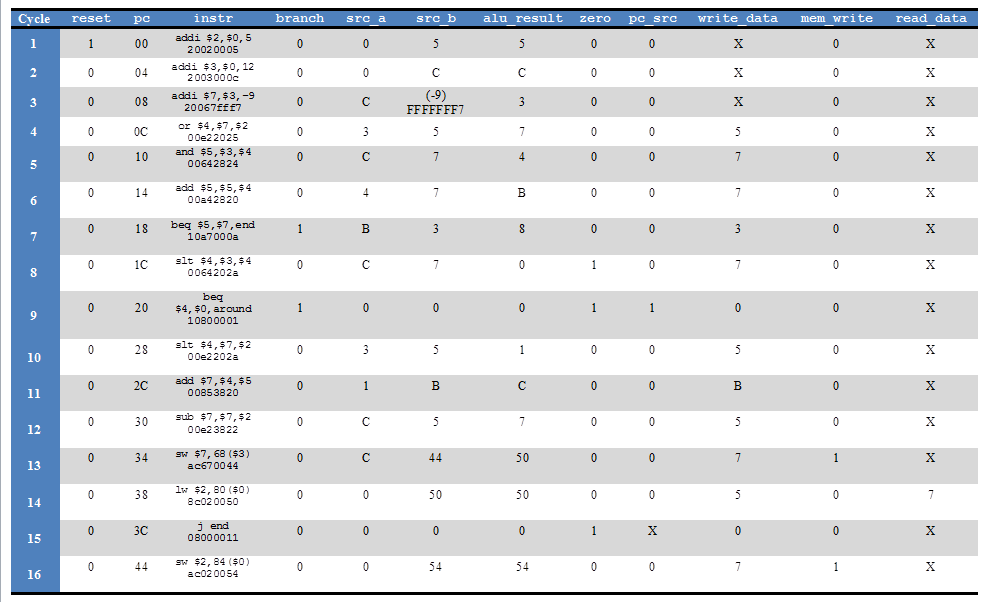 Cycle reset pc instr branch src_a src_b alu_result zero pc_src write_data mem_write read_data
1 1 00 addi $2,$0,5 0 0 5 5 0 0 X 0 X
20020005
2 0 04 addi $3,$0,12 0 0 C C 0 0 X 0 X
2003000c
3 0 08 addi $7,$3,-9 0 C (-9) 3 0 0 X 0 X
20067fff7 FFFFFFF7
4 0 0C or $4,$7,$2 0 3 5 7 0 0 5 0 X
00e22025
5 0 10 and $5,$3,$4 0 C 7 4 0 0 7 0 X
00642824
6 0 14 add $5,$5,$4 0 4 7 B 0 0 7 0 X
00a42820
7 0 18 beq $5,$7,end 1 B 3 8 0 0 3 0 X
10a7000a
8 0 1C slt $4,$3,$4 0 C 7 0 1 0 7 0 X
0064202a
9 0 20 beq 1 0 0 0 1 1 0 0 X
$4,$0,around
10800001
10 0 28 slt $4,$7,$2 0 3 5 1 0 0 5 0 X
00e2202a
11 0 2C add $7,$4,$5 0 1 B C 0 0 B 0 X
00853820
12 0 30 sub $7,$7,$2 0 C 5 7 0 0 5 0 X
00e23822
13 0 34 sw $7,68($3) 0 C 44 50 0 0 7 1 X
ac670044
14 0 38 lw $2,80($0) 0 0 50 50 0 0 5 0 7
8c020050
15 0 3C j end 0 0 0 0 1 X 0 0 X
08000011
16 0 44 sw $2,84($0) 0 0 54 54 0 0 7 1 X
ac020054